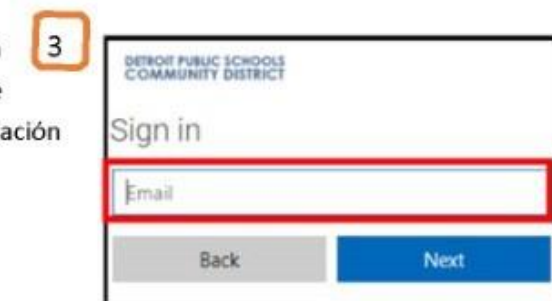 3
ación
DETROIT PUBLIC SCHOOLS
COMMUNITY DISTRICT
Sign in
Email
Back
Next